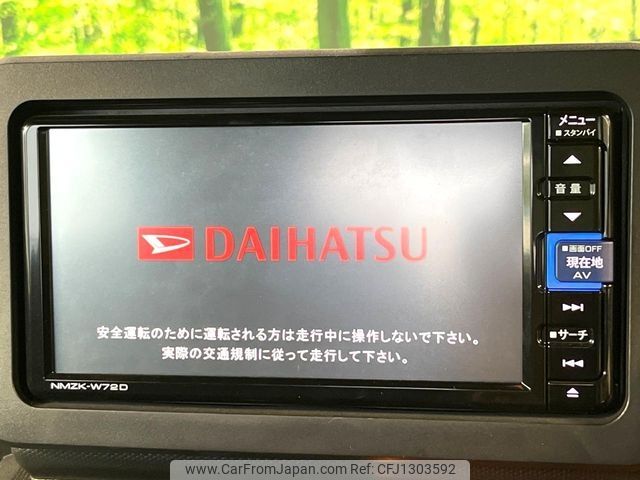 メニュー
■ スタンバイ
音量
■画面OFF
現在地
AV
DAIHATSU
■サーチ
安全運転のために運転される方は走行中に操作しないで下さい。
実際の交通規制に従って走行して下さい。
NMZK-W72D
www.CarFromJapan.com Ref-CFJ1303592